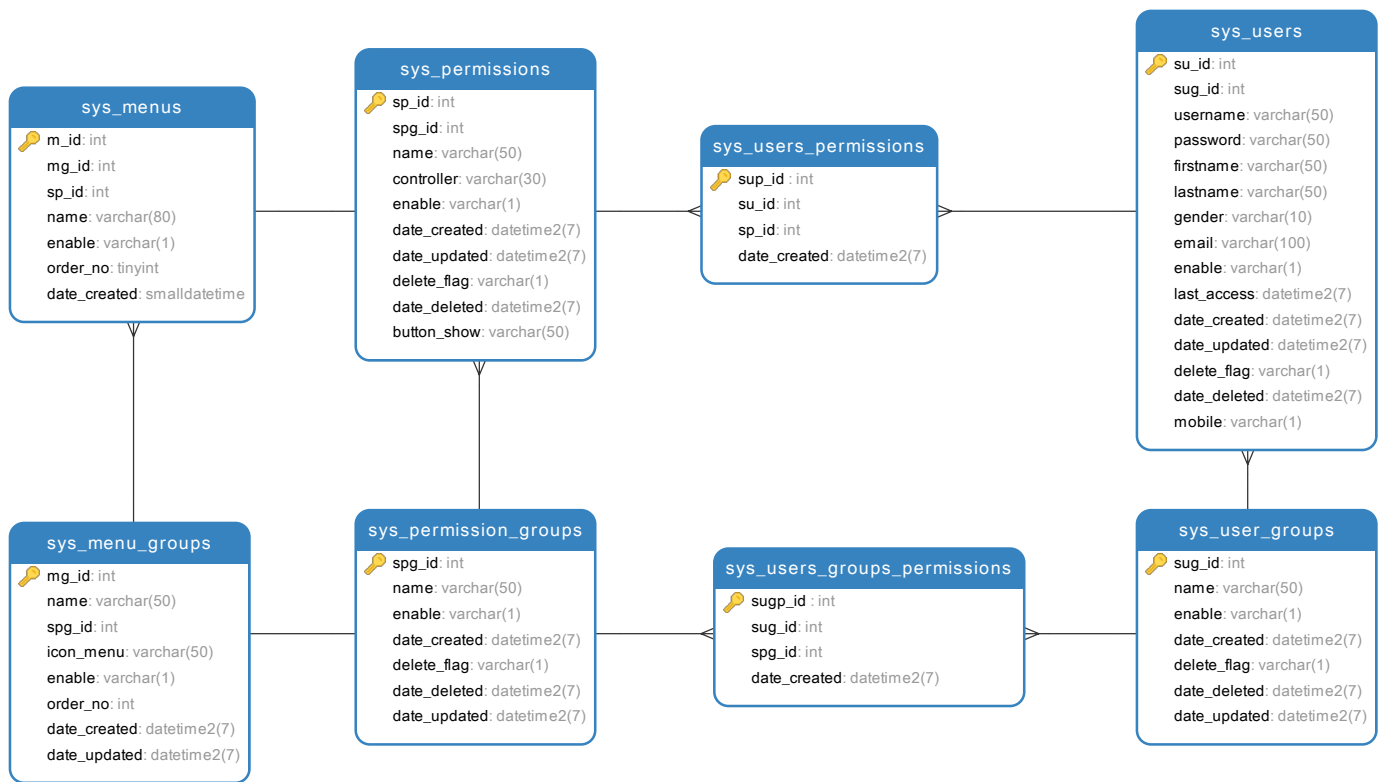 sys_menus
m_id: int
mg_id: int
sp_id: int
name: varchar(80)
enable: varchar(1)
order_no: tinyint
date_created: smalldatetime
sys_permissions
sp_id: int
spg_id: int
name: varchar(50)
controller: varchar(30)
enable: varchar(1)
date_created: datetime2(7)
date_updated: datetime2(7)
delete_flag: varchar(1)
date_deleted: datetime2(7)
button_show: varchar(50)
sys_users_permissions
sup_id : int
su_id: int
sp_id: int
date_created: datetime2(7)
sys_users
su_id: int
sug_id: int
username: varchar(50)
password: varchar(50)
firstname: varchar(50)
lastname: varchar(50)
gender: varchar(10)
email: varchar(100)
enable: varchar(1)
last_access: datetime2(7)
date_created: datetime2(7)
date_updated: datetime2(7)
delete_flag: varchar(1)
date_deleted: datetime2(7)
mobile: varchar(1)
sys_menu_groups
mg_id: int
name: varchar(50)
spg_id: int
icon_menu: varchar(50)
enable: varchar(1)
order_no: int
date_created: datetime2(7)
date_updated: datetime2(7)
sys_permission_groups
spg_id: int
name: varchar(50)
enable: varchar(1)
date_created: datetime2(7)
delete_flag: varchar(1)
date_deleted: datetime2(7)
date_updated: datetime2(7)
sys_users_groups_permissions
sugp_id : int
sug_id: int
spg_id: int
date_created: datetime2(7)
sys_user_groups
sug_id: int
name: varchar(50)
enable: varchar(1)
date_created: datetime2(7)
delete_flag: varchar(1)
date_deleted: datetime2(7)
date_updated: datetime2(7)